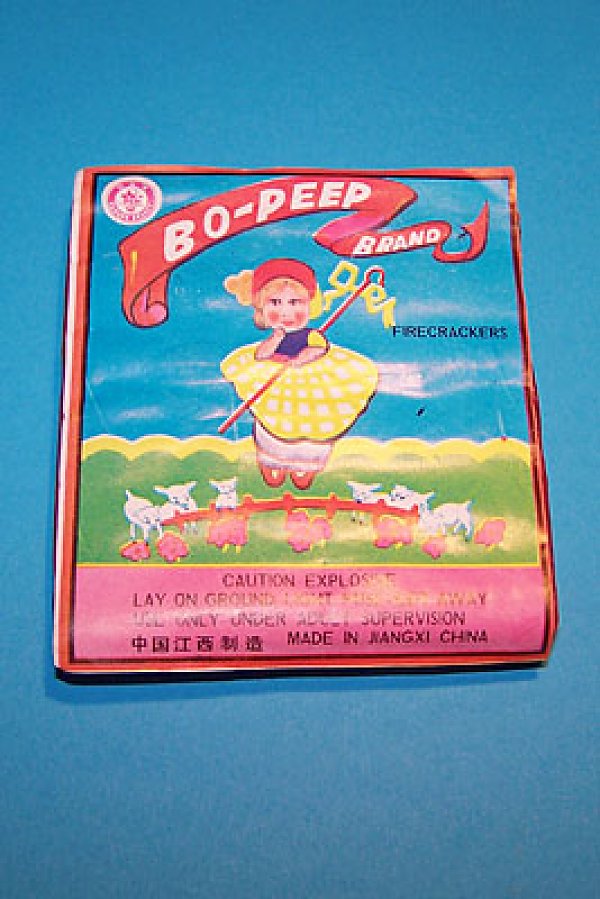 BO-PEEP
BRAND
FIRECRACKERS
CAUTION EXPLOSIVE
LAY ON GROUND LIGHT FUSE GET AWAY
USE ONLY UNDER ADULT SUPERVISION
中国江西制造 MADE IN JIANGXI CHINA